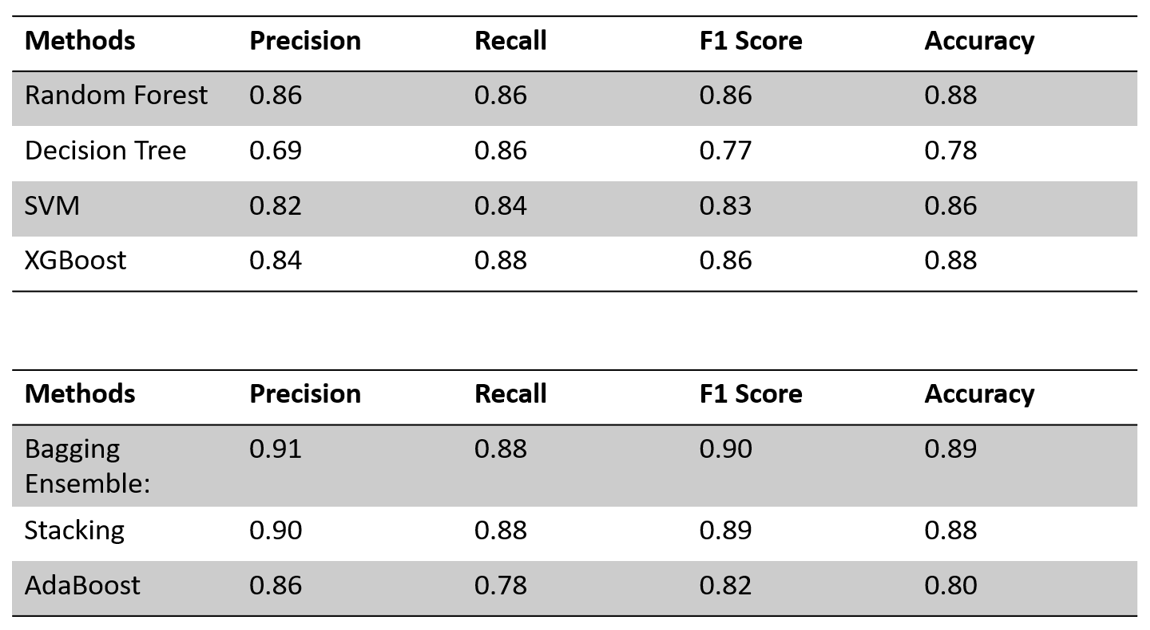 Methods Precision Recall F1 Score Accuracy
Random Forest 0.86 0.86 0.86 0.88
Decision Tree 0.69 0.86 0.77 0.78
SVM 0.82 0.84 0.83 0.86
XGBoost 0.84 0.88 0.86 0.88
Methods Precision Recall F1 Score Accuracy
Bagging 0.91 0.88 0.90 0.89
Ensemble:
Stacking 0.90 0.88 0.89 0.88
AdaBoost 0.86 0.78 0.82 0.80